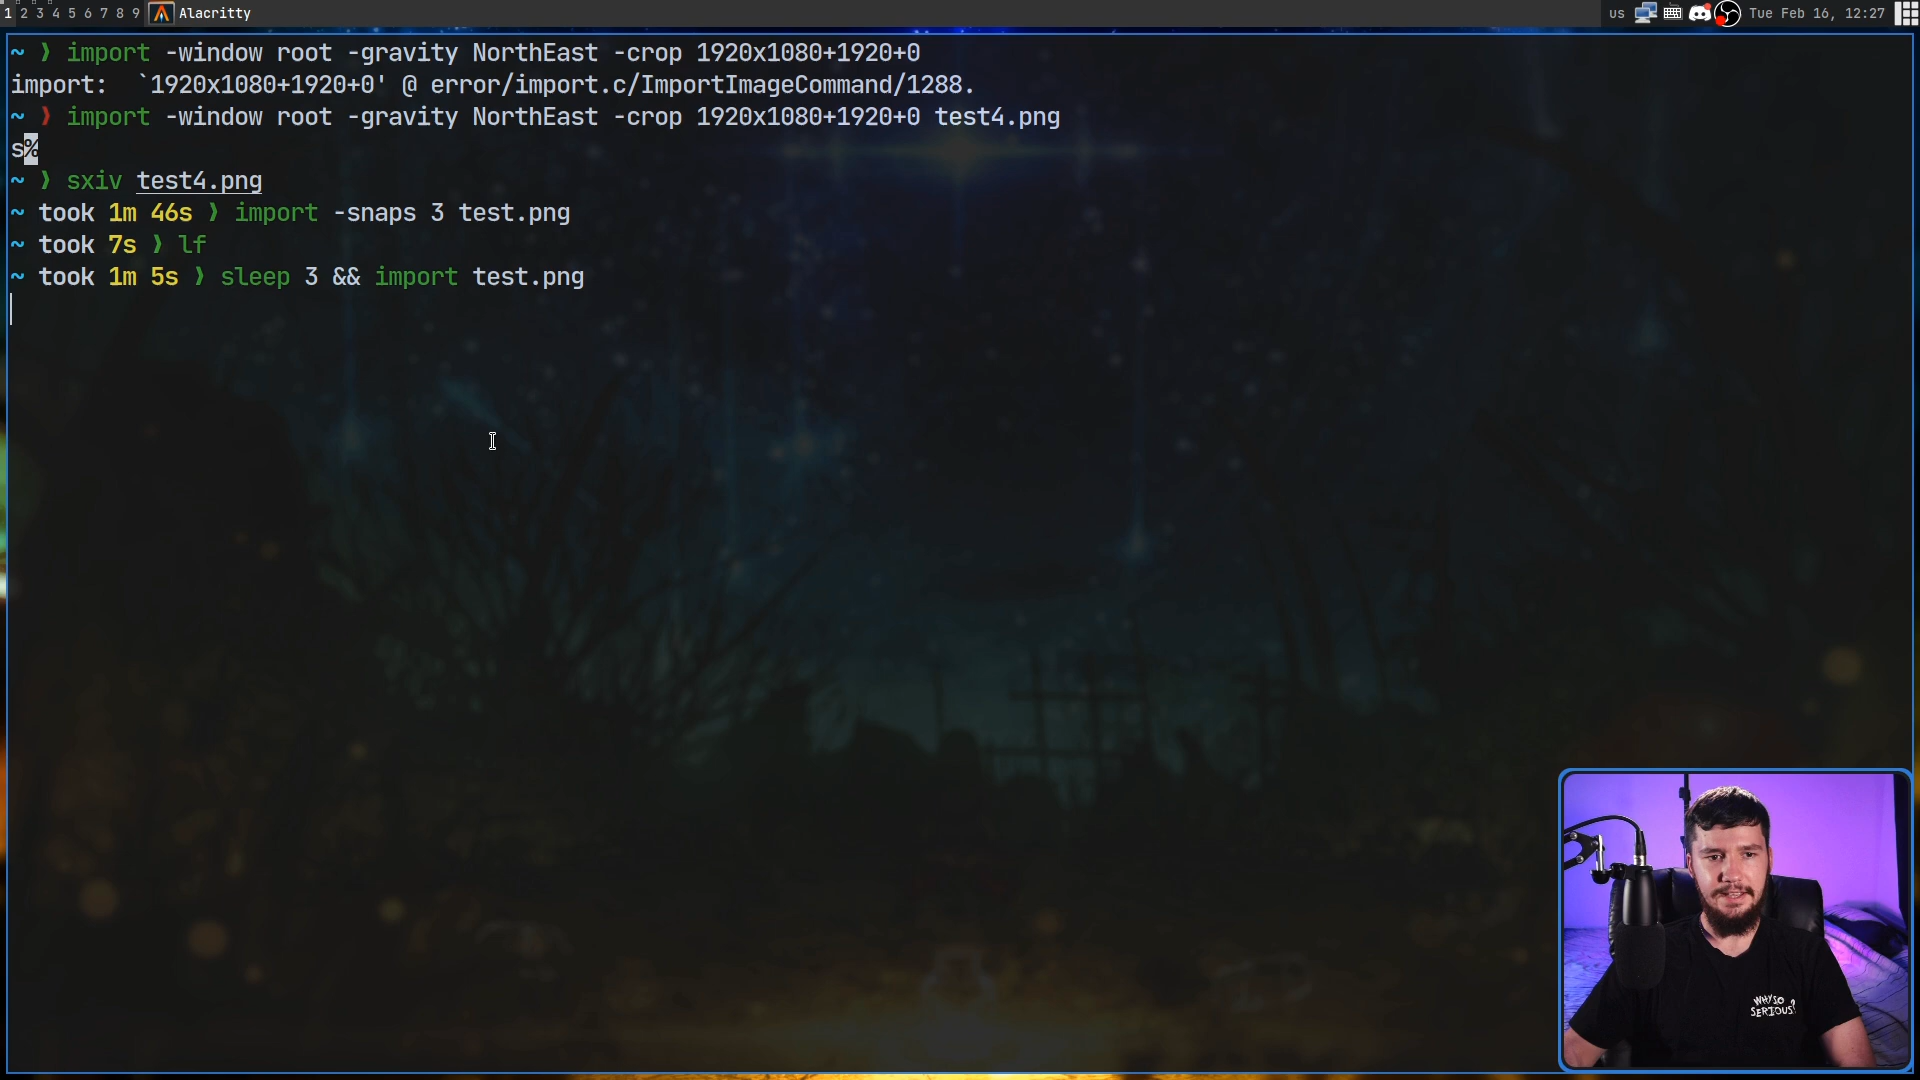 1 2 3 4 5 6 7 8 9 Alacritty us Tue Feb 16, 12:27
~ ❯ import -window root -gravity NorthEast -crop 1920x1080+1920+0
import:  `1920x1080+1920+0' @ error/import.c/ImportImageCommand/1288.
~ ❯ import -window root -gravity NorthEast -crop 1920x1080+1920+0 test4.png
s%
~ ❯ sxiv test4.png
~ took 1m 46s ❯ import -snaps 3 test.png
~ took 7s ❯ lf
~ took 1m 5s ❯ sleep 3 && import test.png
WHY SO
SERIOUS?